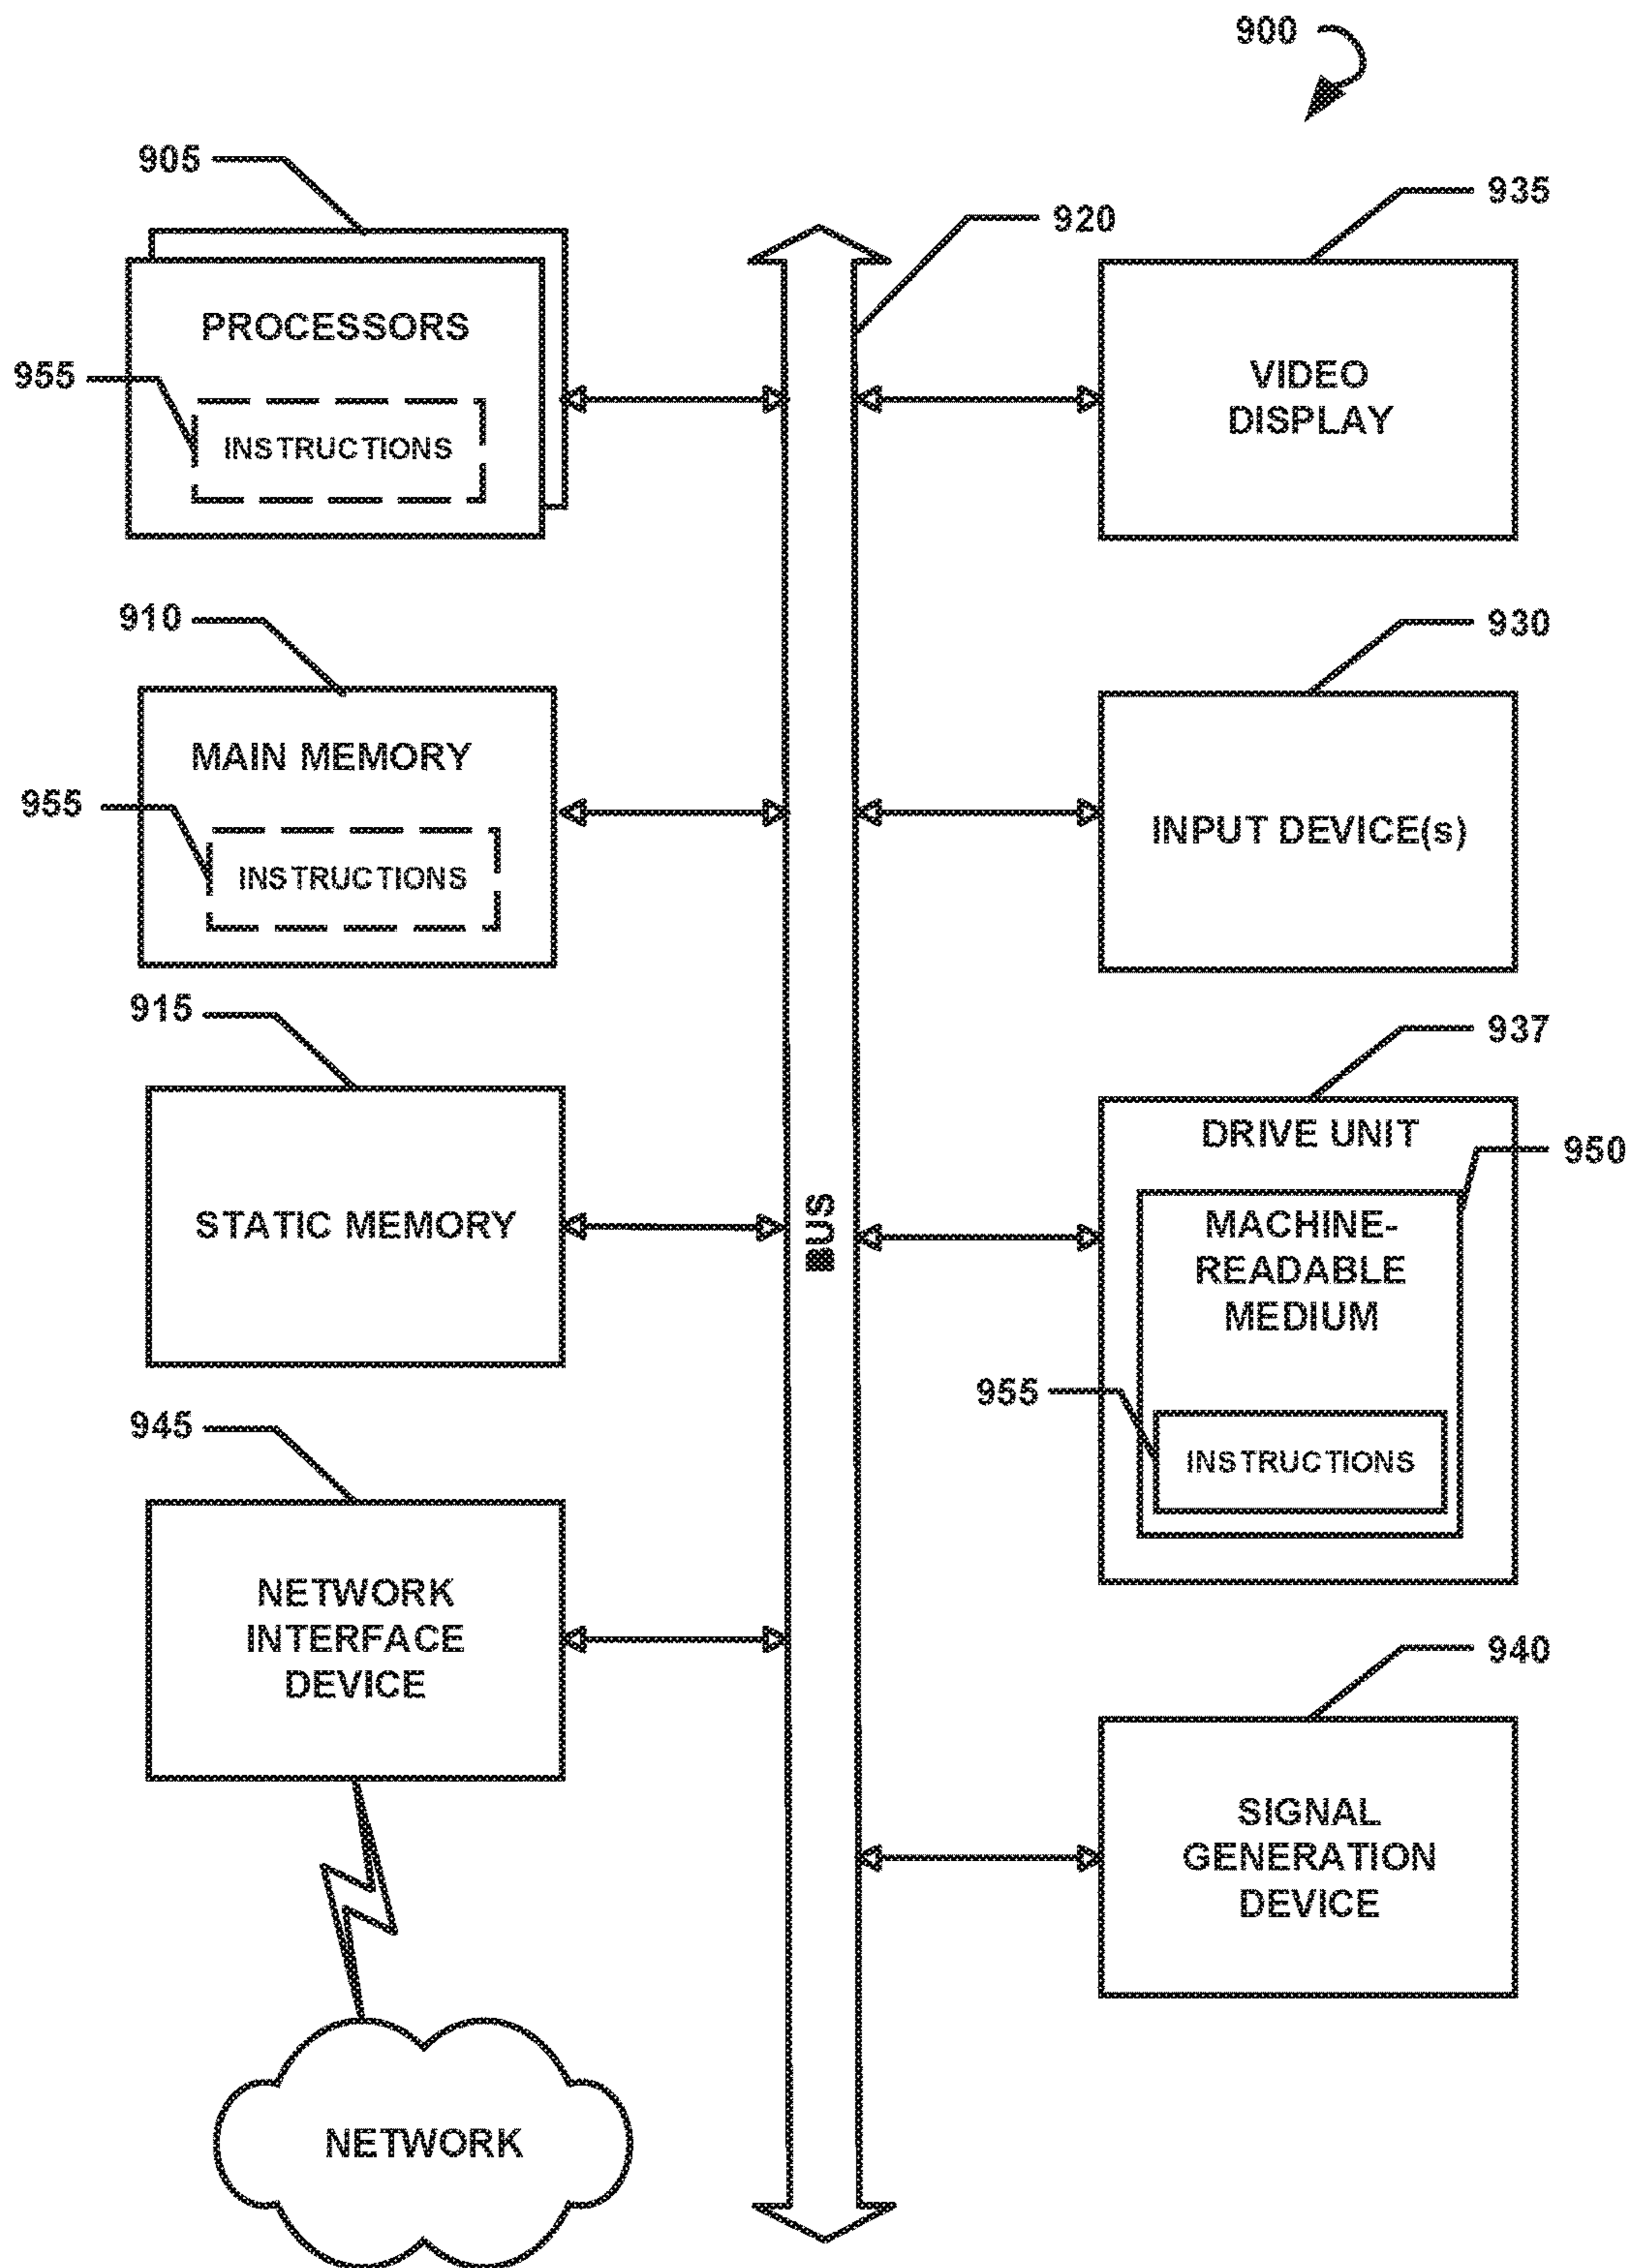 900
905
PROCESSORS
955
INSTRUCTIONS
910
MAIN MEMORY
955
INSTRUCTIONS
915
STATIC MEMORY
945
NETWORK
INTERFACE
DEVICE
NETWORK
920
BUS
935
VIDEO
DISPLAY
930
INPUT DEVICE(s)
937
DRIVE UNIT
950
MACHINE-
READABLE
MEDIUM
955
INSTRUCTIONS
940
SIGNAL
GENERATION
DEVICE